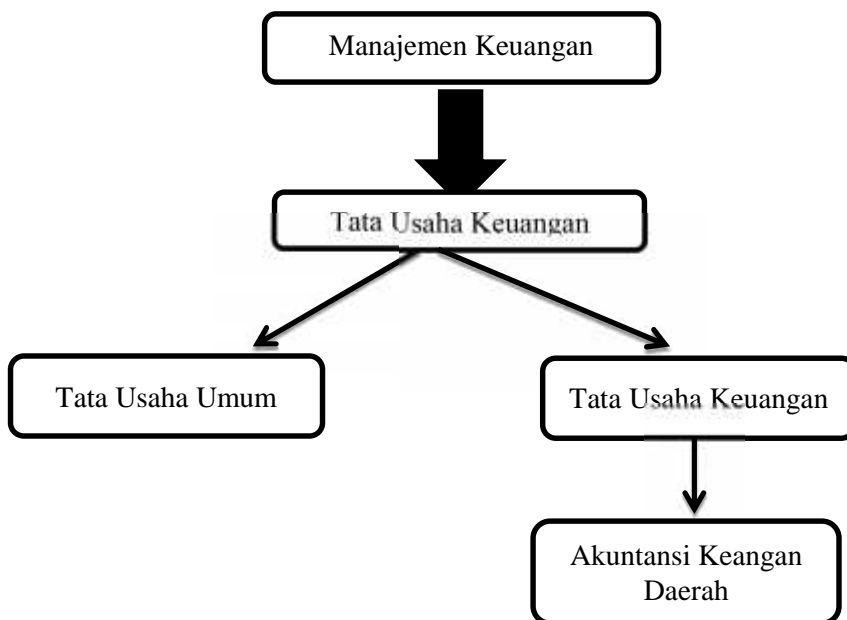 Manajemen Keuangan
Tata Usaha Keuangan
Tata Usaha Umum
Tata Usaha Keuangan
Akuntansi Keangan
Daerah